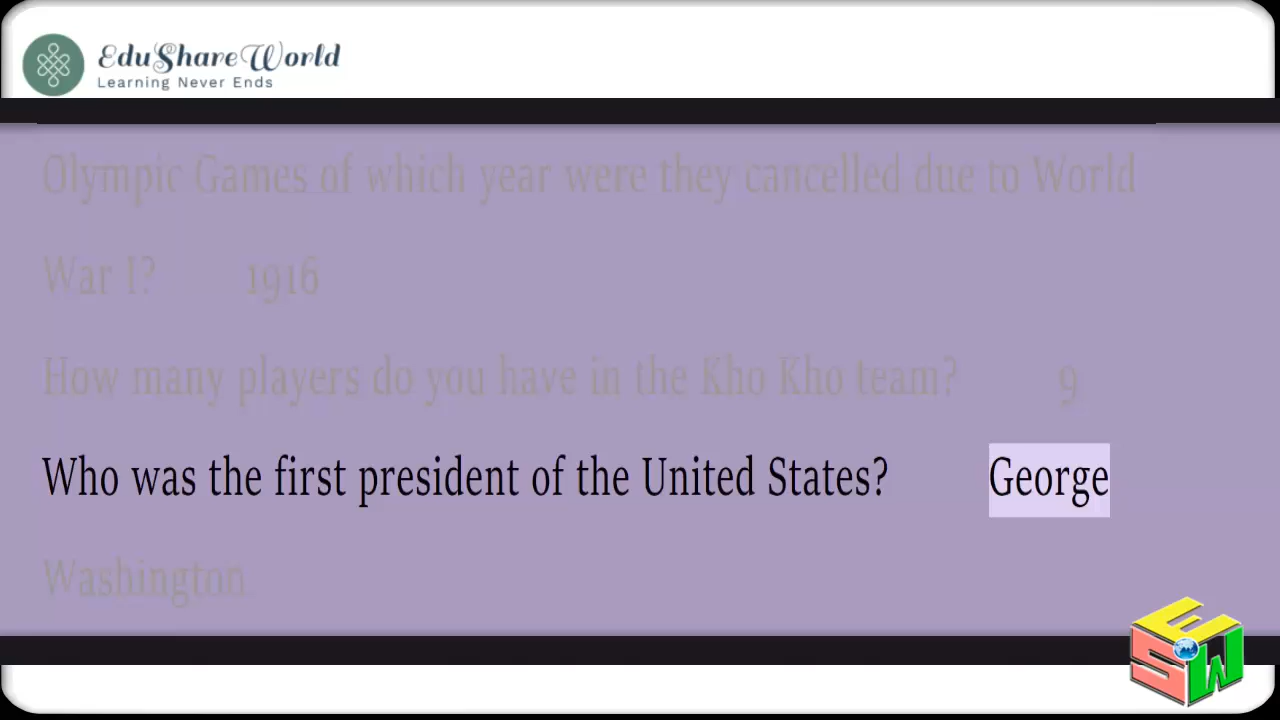 EduShareWorld
Learning Never Ends
Olympic Games of which year were they cancelled due to World
War I? 1916
How many players do you have in the Kho Kho team? 9
Who was the first president of the United States? George
Washington
E
S W